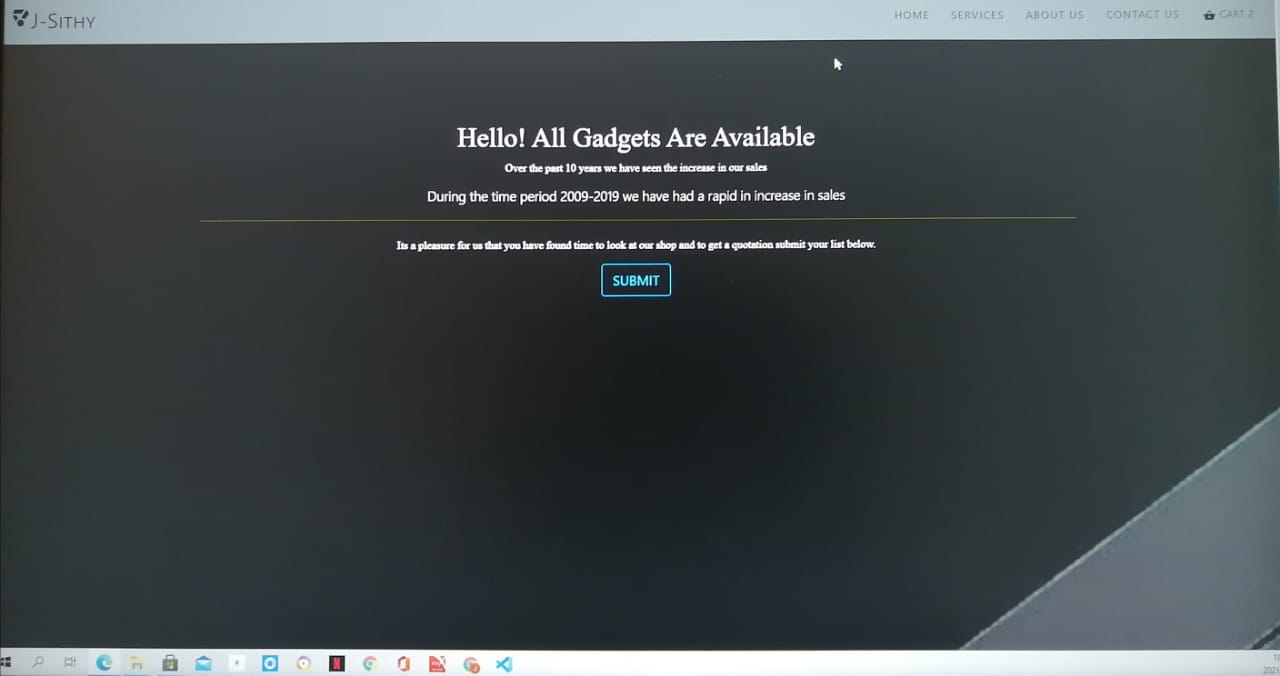 J-SITHY
HOME SERVICES ABOUT US CONTACT US CART 2
Hello! All Gadgets Are Available
Over the past 10 years we have seen the increase in our sales
During the time period 2009-2019 we have had a rapid in increase in sales
Its a pleasure for us that you have found time to look at our shop and to get a quotation submit your list below.
SUBMIT
N